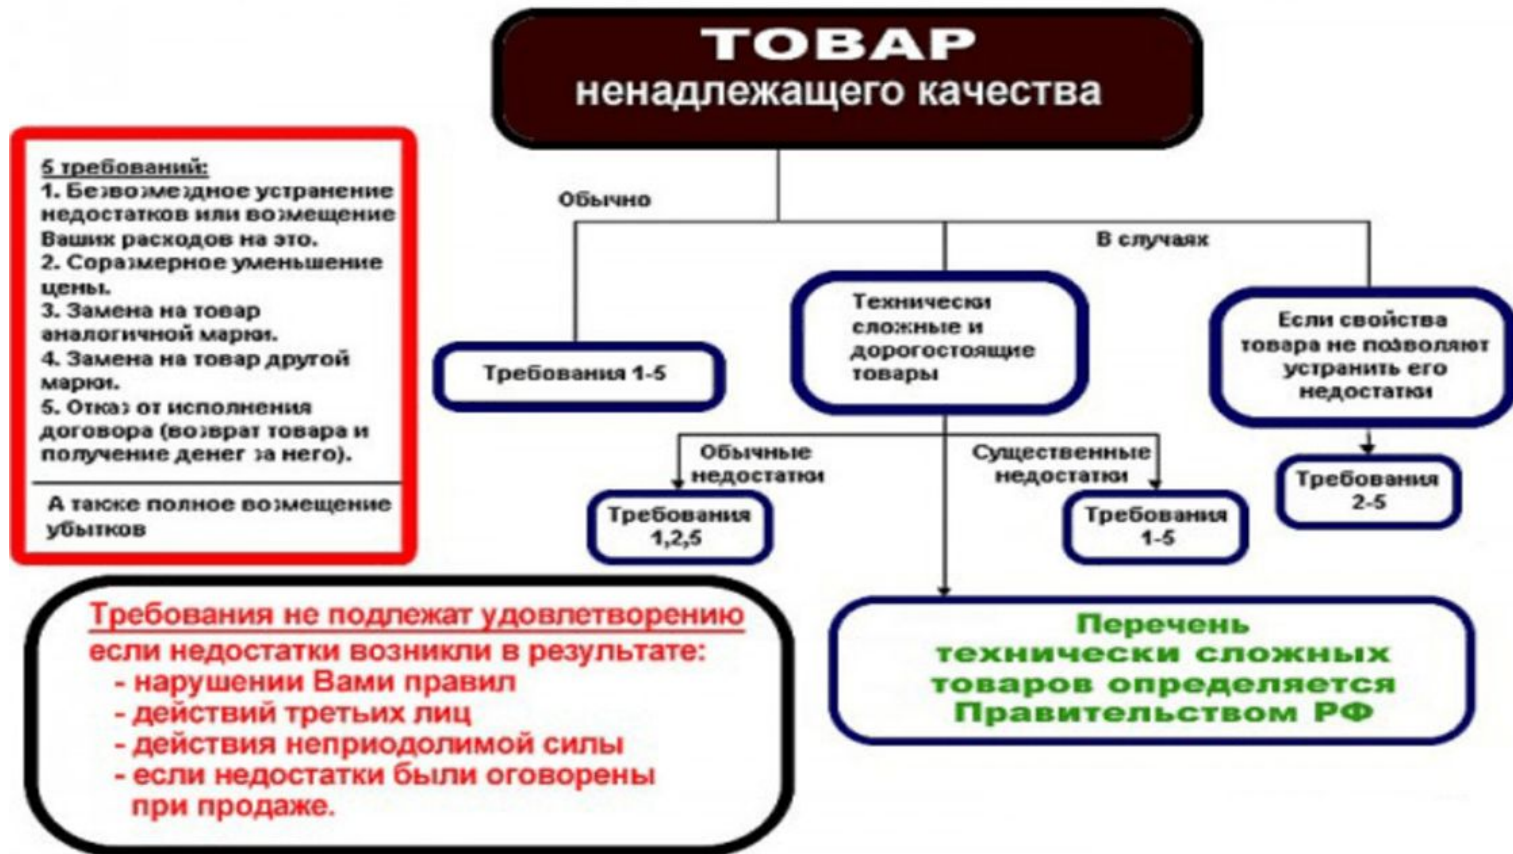 ТОВАР
ненадлежащего качества
5 требований:
1. Безвозмездное устранение
недостатков или возмещение
Ваших расходов на это.
2. Соразмерное уменьшение
цены.
3. Замена на товар
аналогичной марки.
4. Замена на товар другой
марки.
5. Отказ от исполнения
договора (возврат товара и
получение денег за него).
А также полное возмещение
убытков
Обычно
В случаях
Требования 1-5
Технически
сложные и
дорогостоящие
товары
Если свойства
товара не позволяют
устранить его
недостатки
Обычные
недостатки
Существенные
недостатки
Требования
1,2,5
Требования
1-5
Требования
2-5
Требования не подлежат удовлетворению
если недостатки возникли в результате:
- нарушении Вами правил
- действий третьих лиц
- действия неприодолимой силы
- если недостатки были оговорены
при продаже.
Перечень
технически сложных
товаров определяется
Правительством РФ